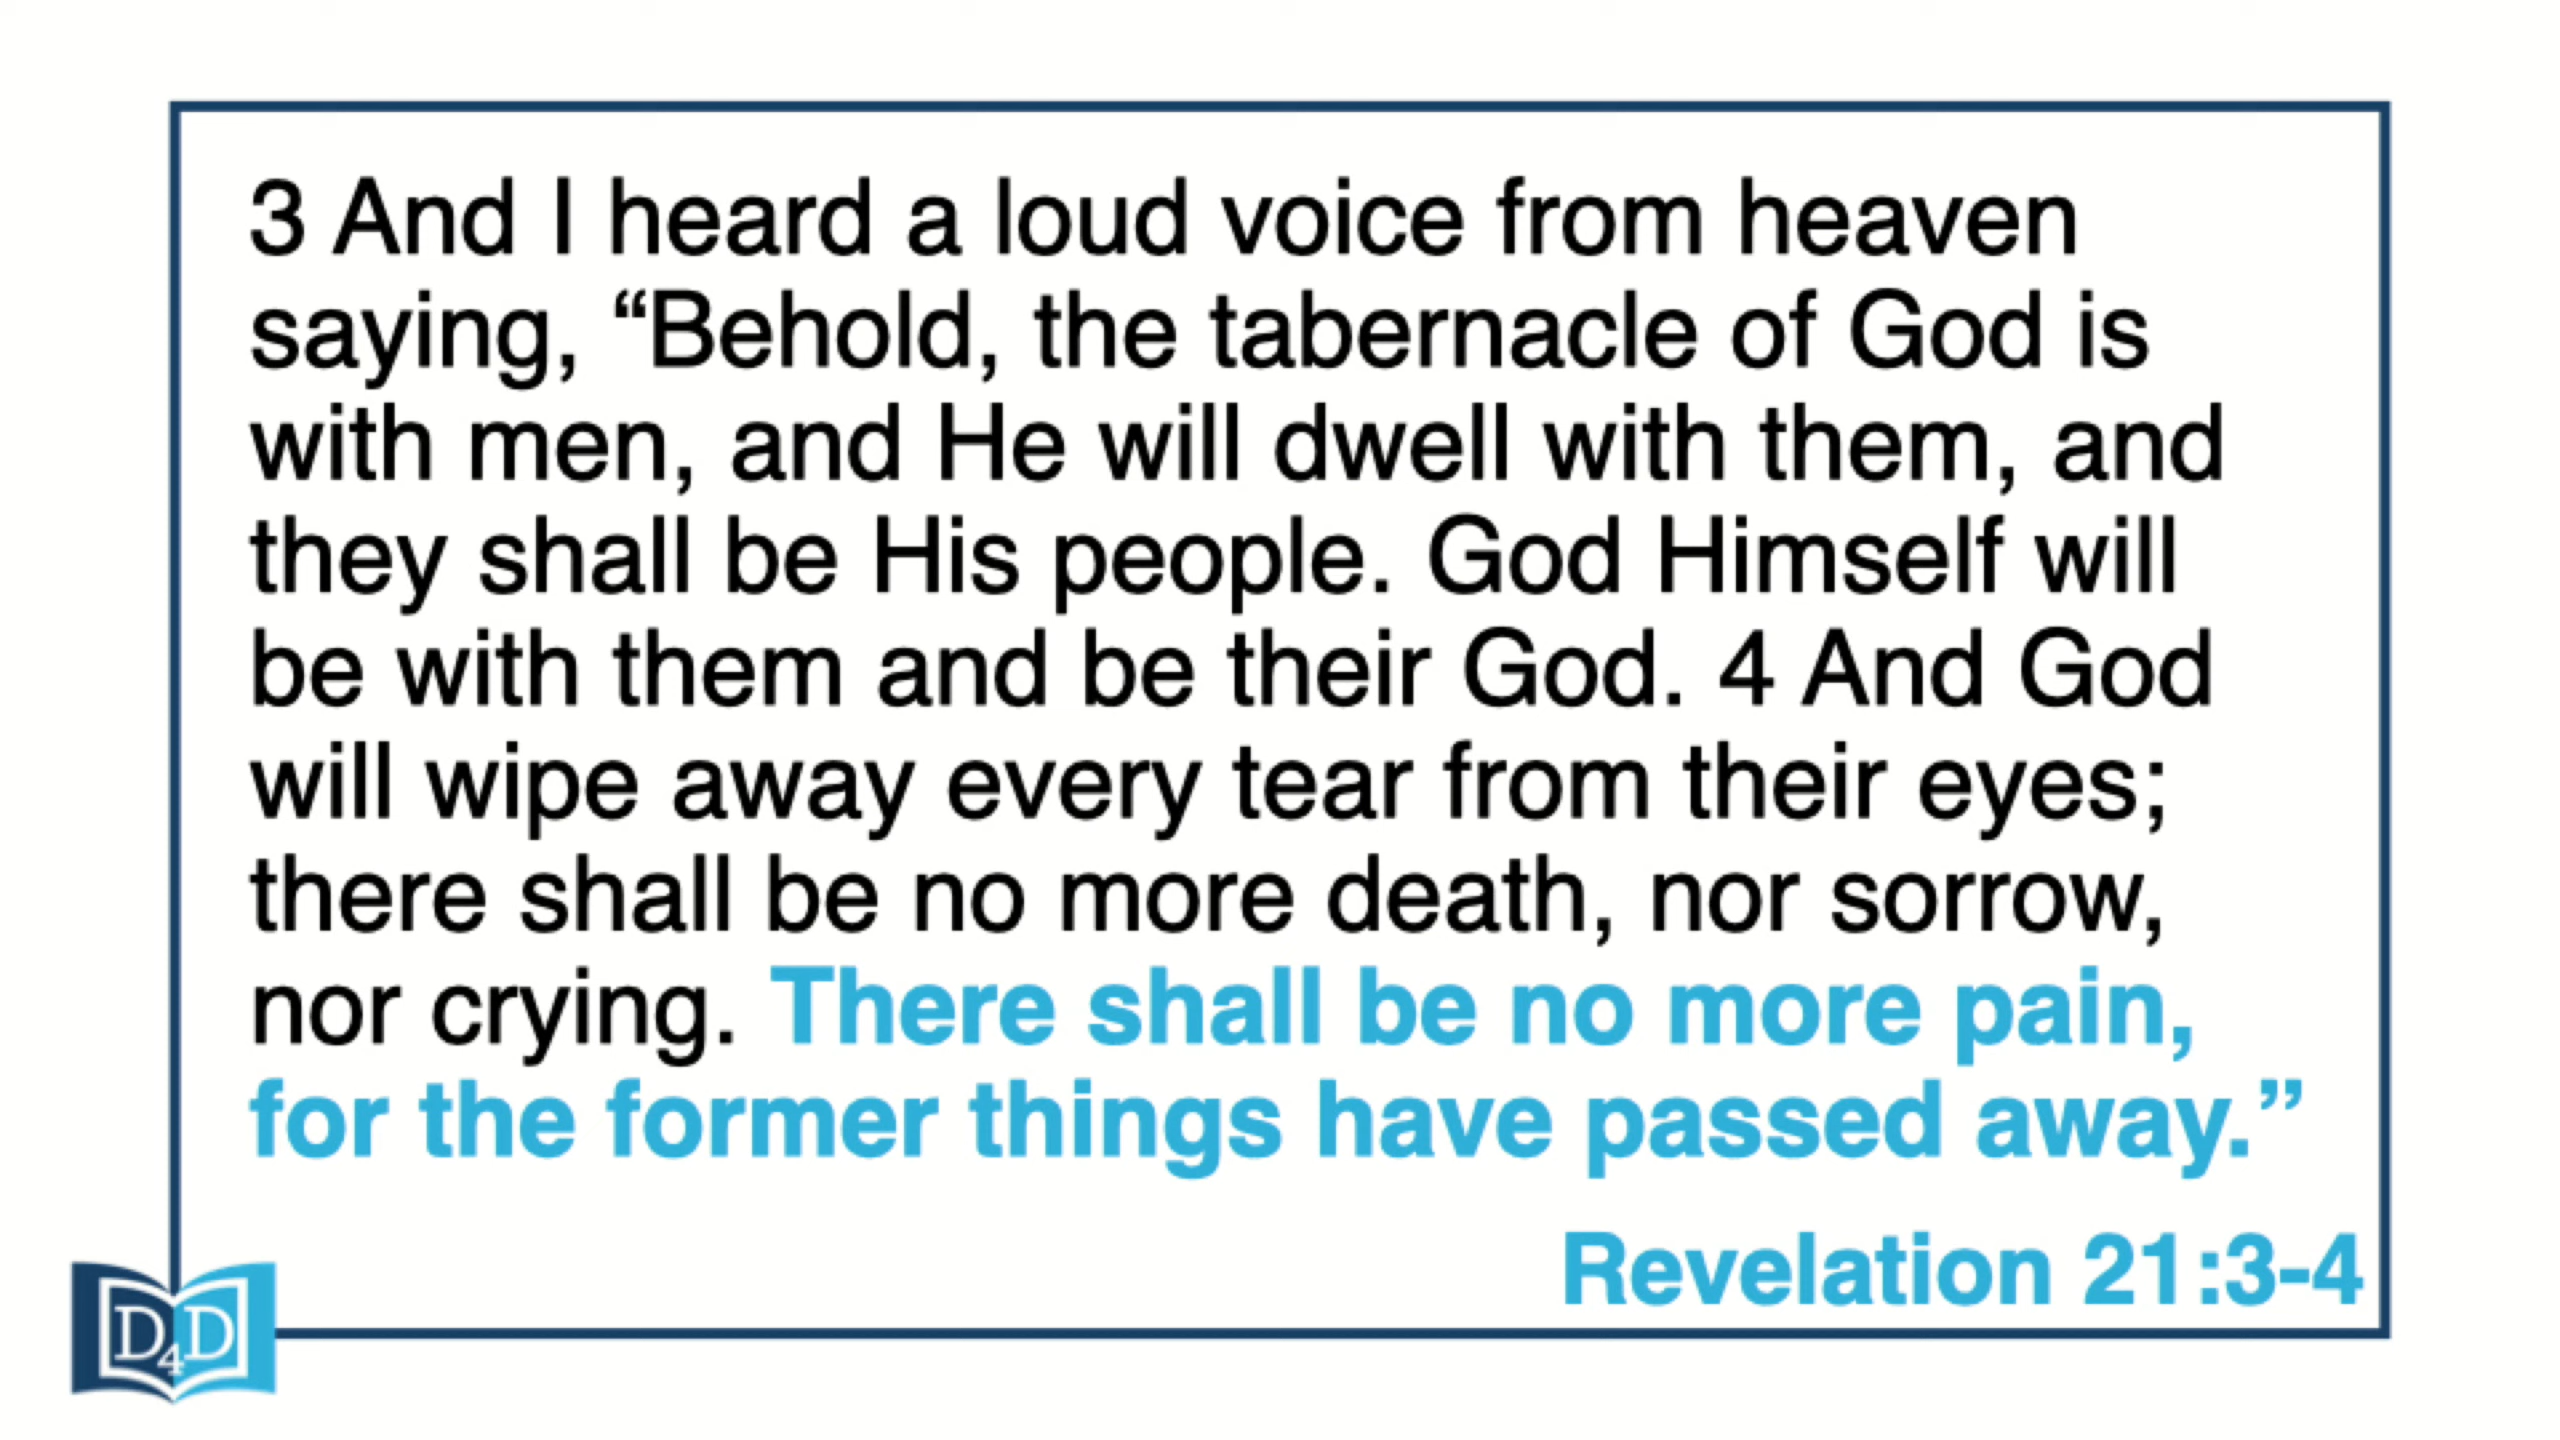 3 And I heard a loud voice from heaven
saying, “Behold, the tabernacle of God is
with men, and He will dwell with them, and
they shall be His people. God Himself will
be with them and be their God. 4 And God
will wipe away every tear from their eyes;
there shall be no more death, nor sorrow,
nor crying. There shall be no more pain,
for the former things have passed away.”
Revelation 21:3-4
D4D